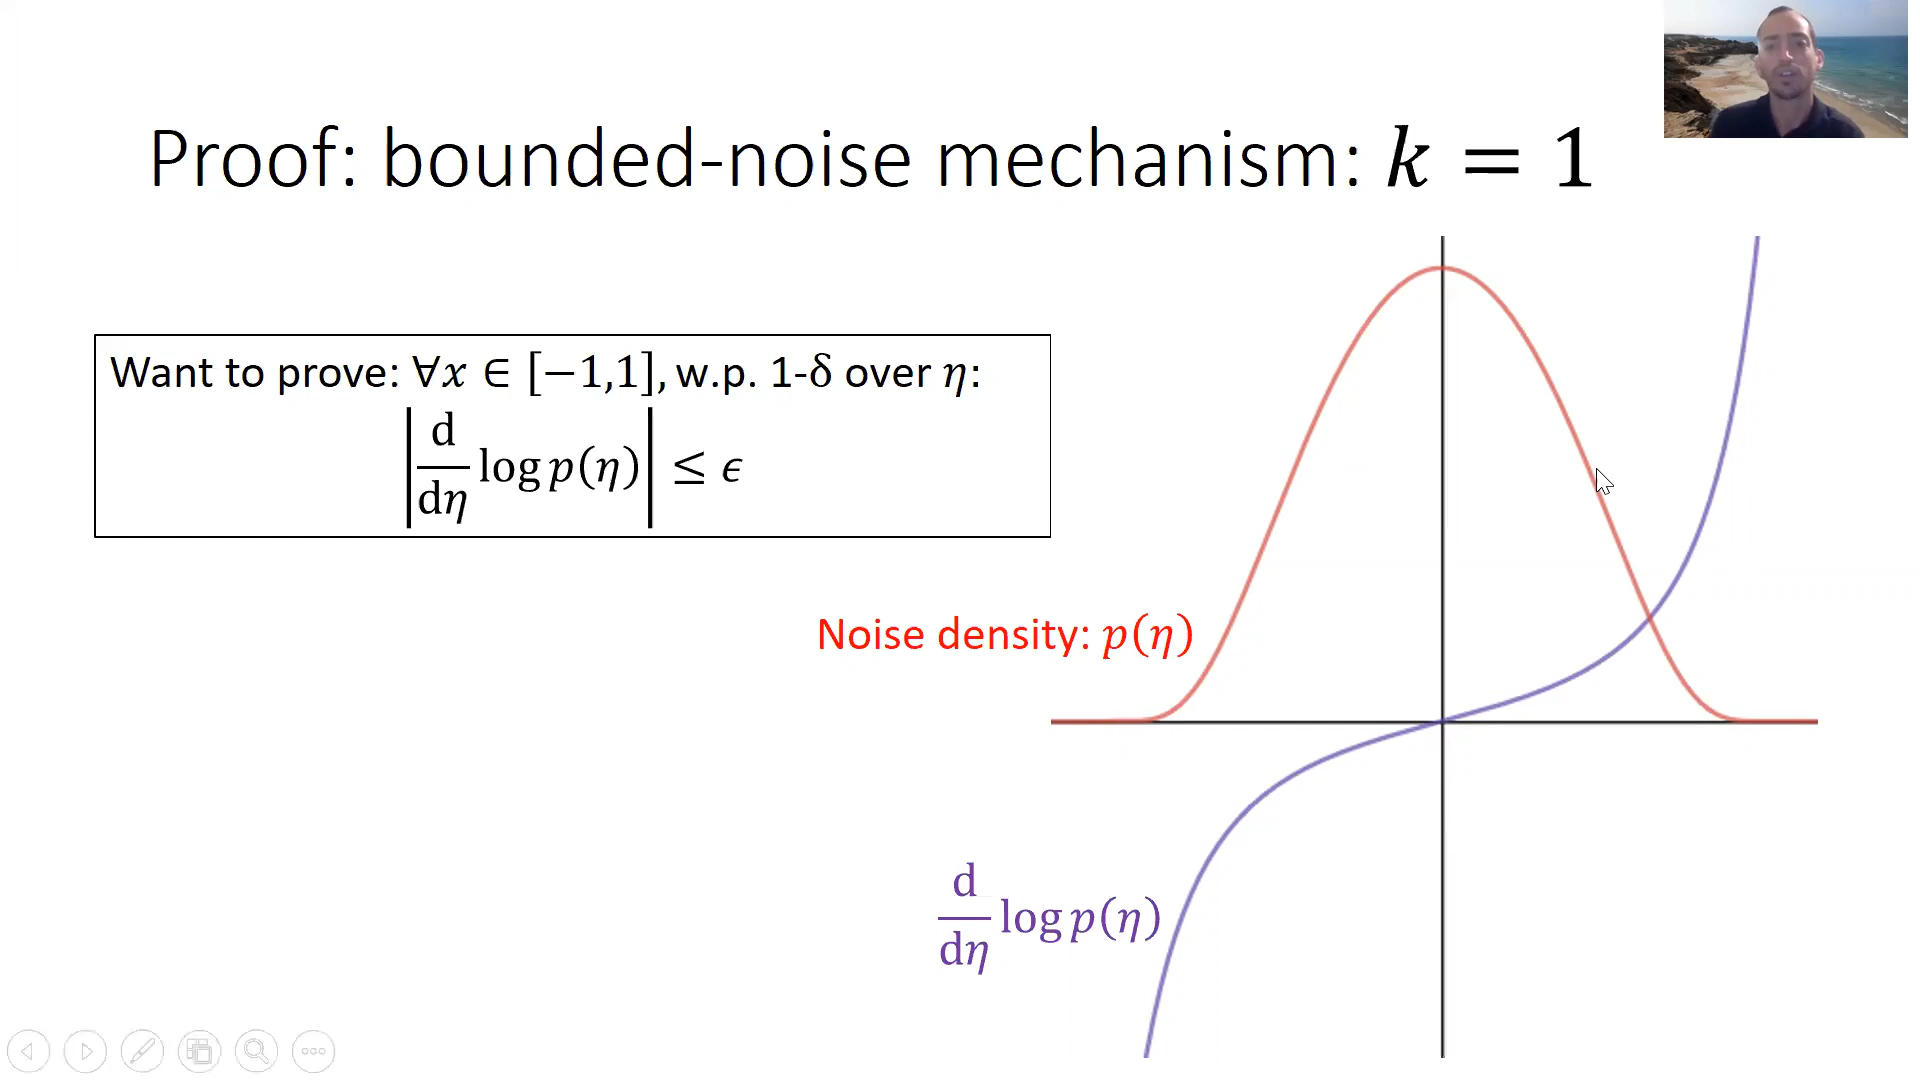 Proof: bounded-noise mechanism: k = 1
Want to prove: ∀x ∈ [−1,1], w.p. 1-δ over η:
|d/dη log p(η)| ≤ ϵ
Noise density: p(η)
d/dη log p(η)